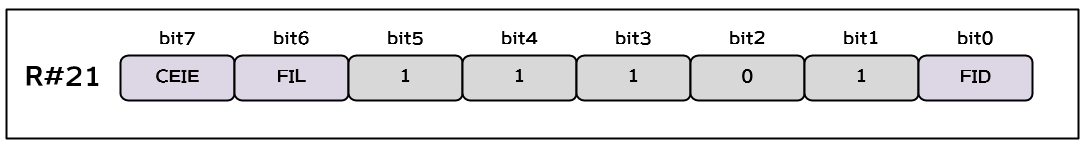 bit7 bit6 bit5 bit4 bit3 bit2 bit1 bit0
R#21 CEIE FIL 1 1 1 0 1 FID